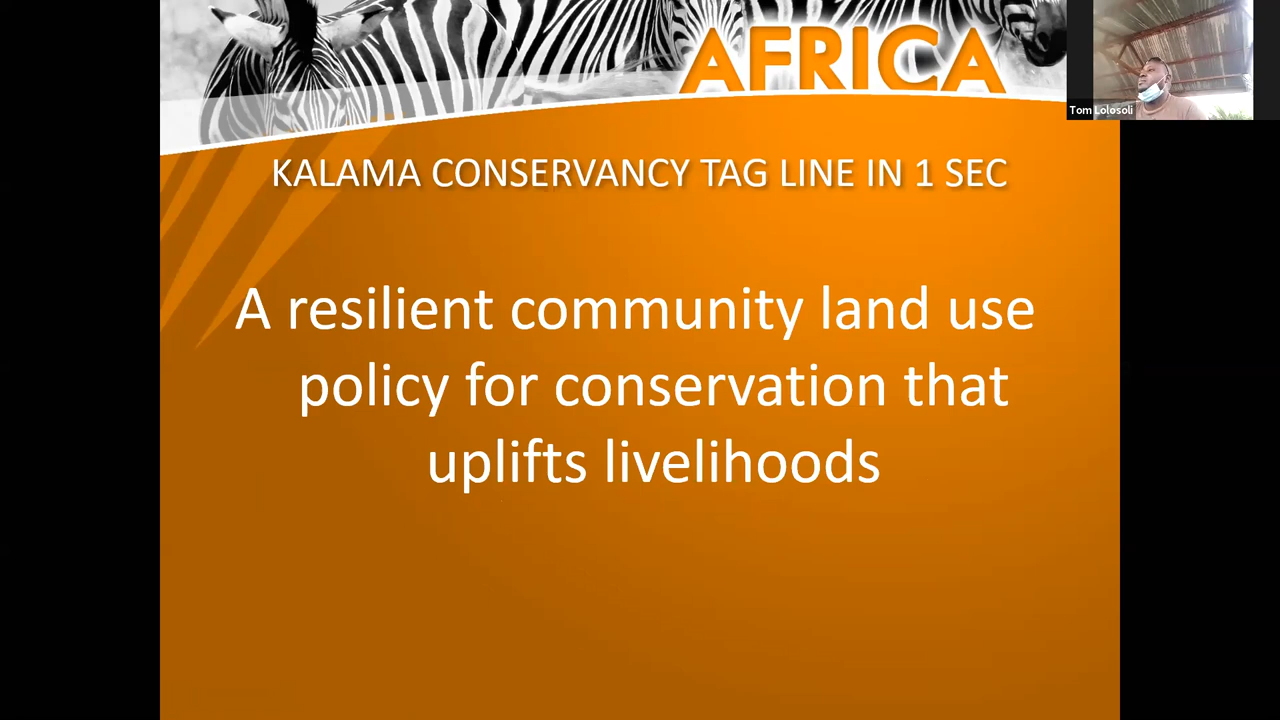 AFRICA
Tom Lolosoli
KALAMA CONSERVANCY TAG LINE IN 1 SEC
A resilient community land use
policy for conservation that
uplifts livelihoods